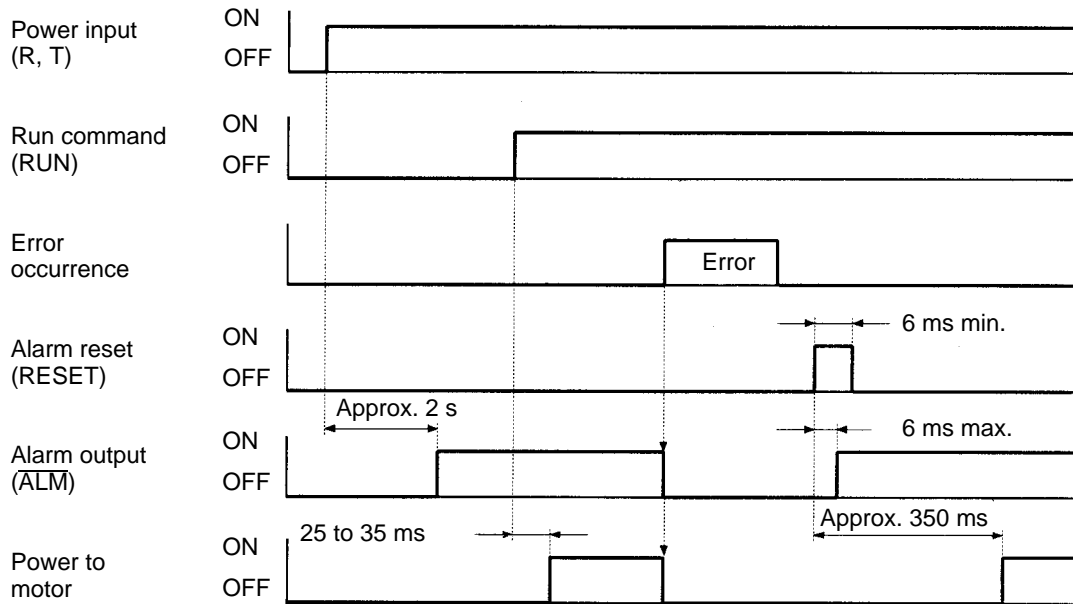 Power input
(R, T)
ON
OFF
Run command
(RUN)
ON
OFF
Error
occurrence
Error
Alarm reset
(RESET)
ON
OFF
6 ms min.
Approx. 2 s
Alarm output
(ALM)
ON
OFF
6 ms max.
25 to 35 ms
Approx. 350 ms
Power to
motor
ON
OFF